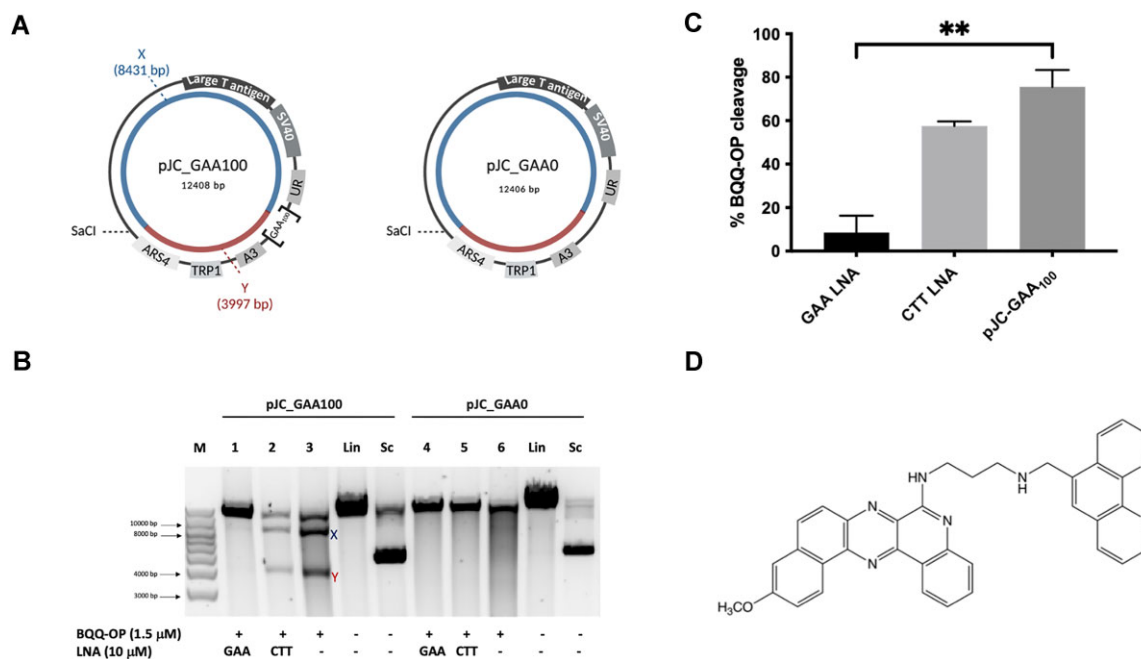 A
X
(8431 bp)
Large T antigen
SV40
UR
GAA100
A3
TRP1
ARS4
SaCI
pJC_GAA100
12408 bp
Y
(3997 bp)
Large T antigen
SV40
UR
A3
TRP1
ARS4
SaCI
pJC_GAA0
12406 bp
B
pJC_GAA100 pJC_GAA0
M 1 2 3 Lin Sc 4 5 6 Lin Sc
10000 bp
8000 bp
4000 bp
3000 bp
X
Y
BQQ-OP (1.5 μM) + + + - - + + + - -
LNA (10 μM) GAA CTT - - - GAA CTT - - -
C
**
% BQQ-OP cleavage
100
80
60
40
20
0
GAA LNA
CTT LNA
pJC-GAA100
D
HN
N
H
N
N
N
H3CO